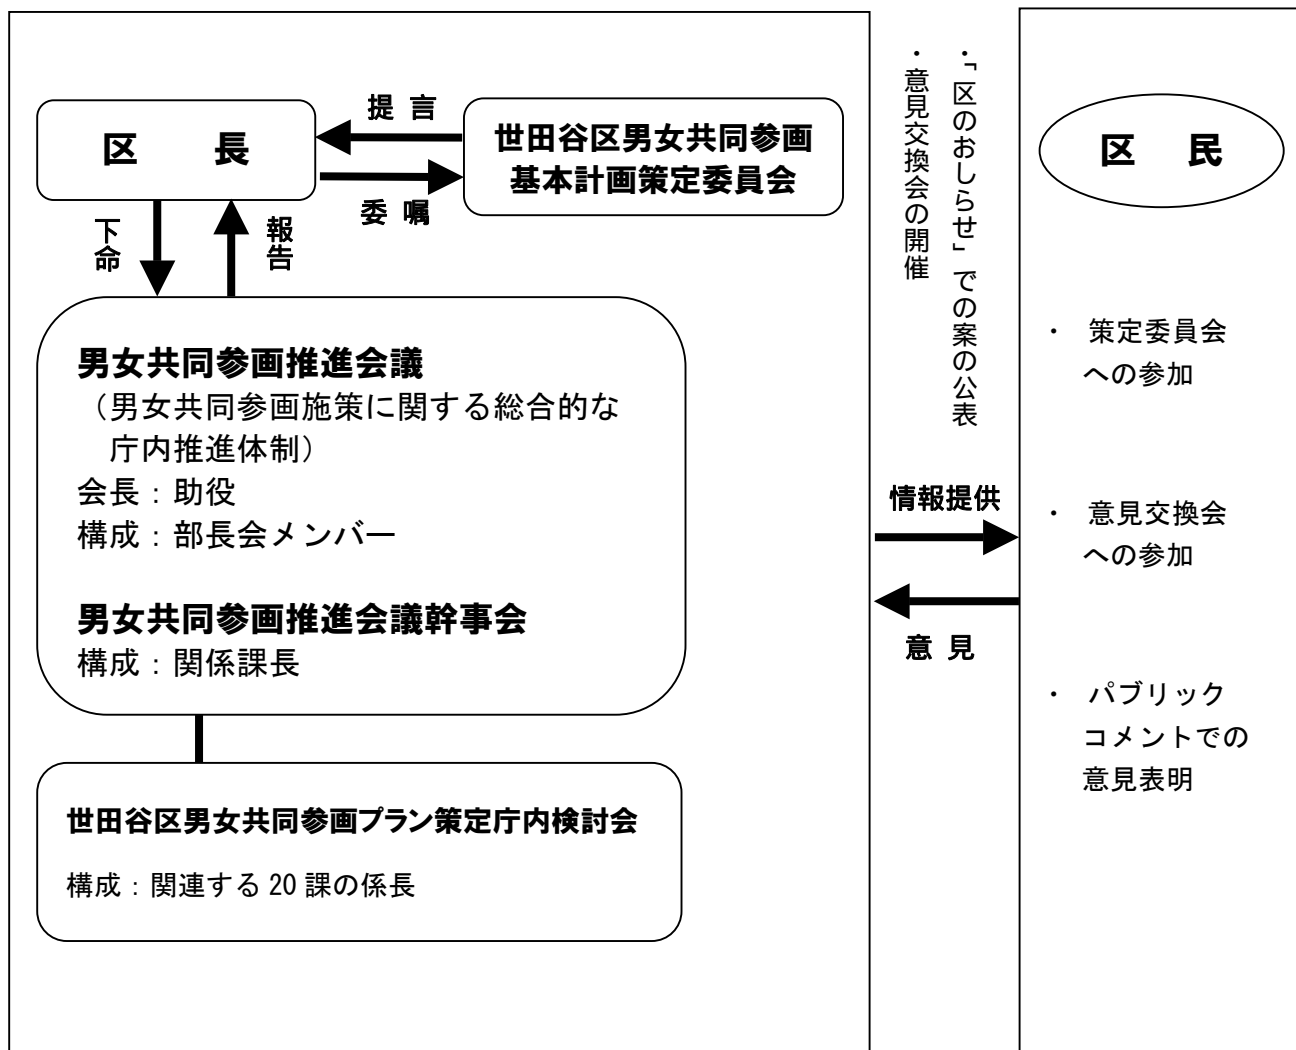 区　長
提 言
委 嘱
世田谷区男女共同参画
基本計画策定委員会
下命
報告
男女共同参画推進会議
（男女共同参画施策に関する総合的な
庁内推進体制）
会長：助役
構成：部長会メンバー
男女共同参画推進会議幹事会
構成：関係課長
世田谷区男女共同参画プラン策定庁内検討会
構成：関連する 20 課の係長
・「区のおしらせ」での案の公表
・意見交換会の開催
情報提供
意 見
区　民
・ 策定委員会
への参加
・ 意見交換会
への参加
・ パブリック
コメントでの
意見表明